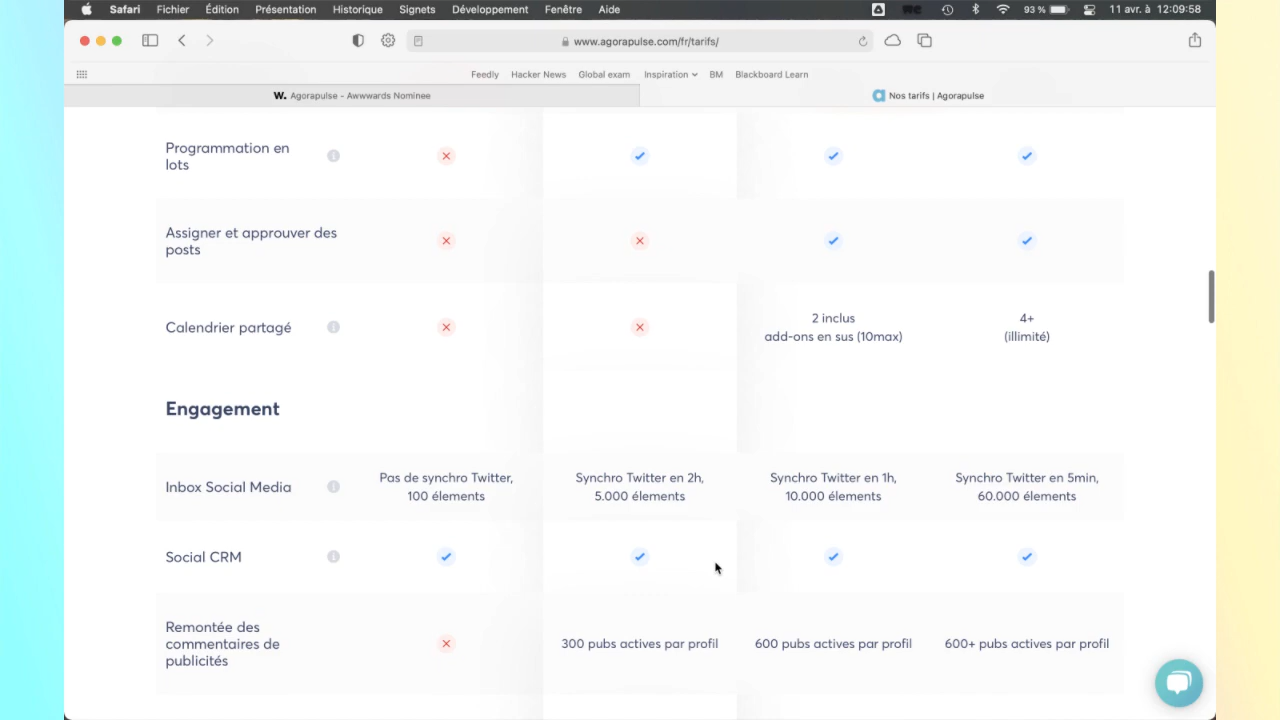 Safari Fichier Édition Présentation Historique Signets Développement Fenêtre Aide 93 % 11 avr. à 12:09:58
www.agorapulse.com/fr/tarifs/
Feedly Hacker News Global exam Inspiration BM Blackboard Learn
W. Agorapulse - Awwwards Nominee
Nos tarifs | Agorapulse
Programmation en
lots
Assigner et approuver des
posts
Calendrier partagé
2 inclus
add-ons en sus (10max)
4+
(illimité)
Engagement
Inbox Social Media
Pas de synchro Twitter,
100 élements
Synchro Twitter en 2h,
5.000 élements
Synchro Twitter en 1h,
10.000 élements
Synchro Twitter en 5min,
60.000 élements
Social CRM
Remontée des
commentaires de
publicités
300 pubs actives par profil
600 pubs actives par profil
600+ pubs actives par profil